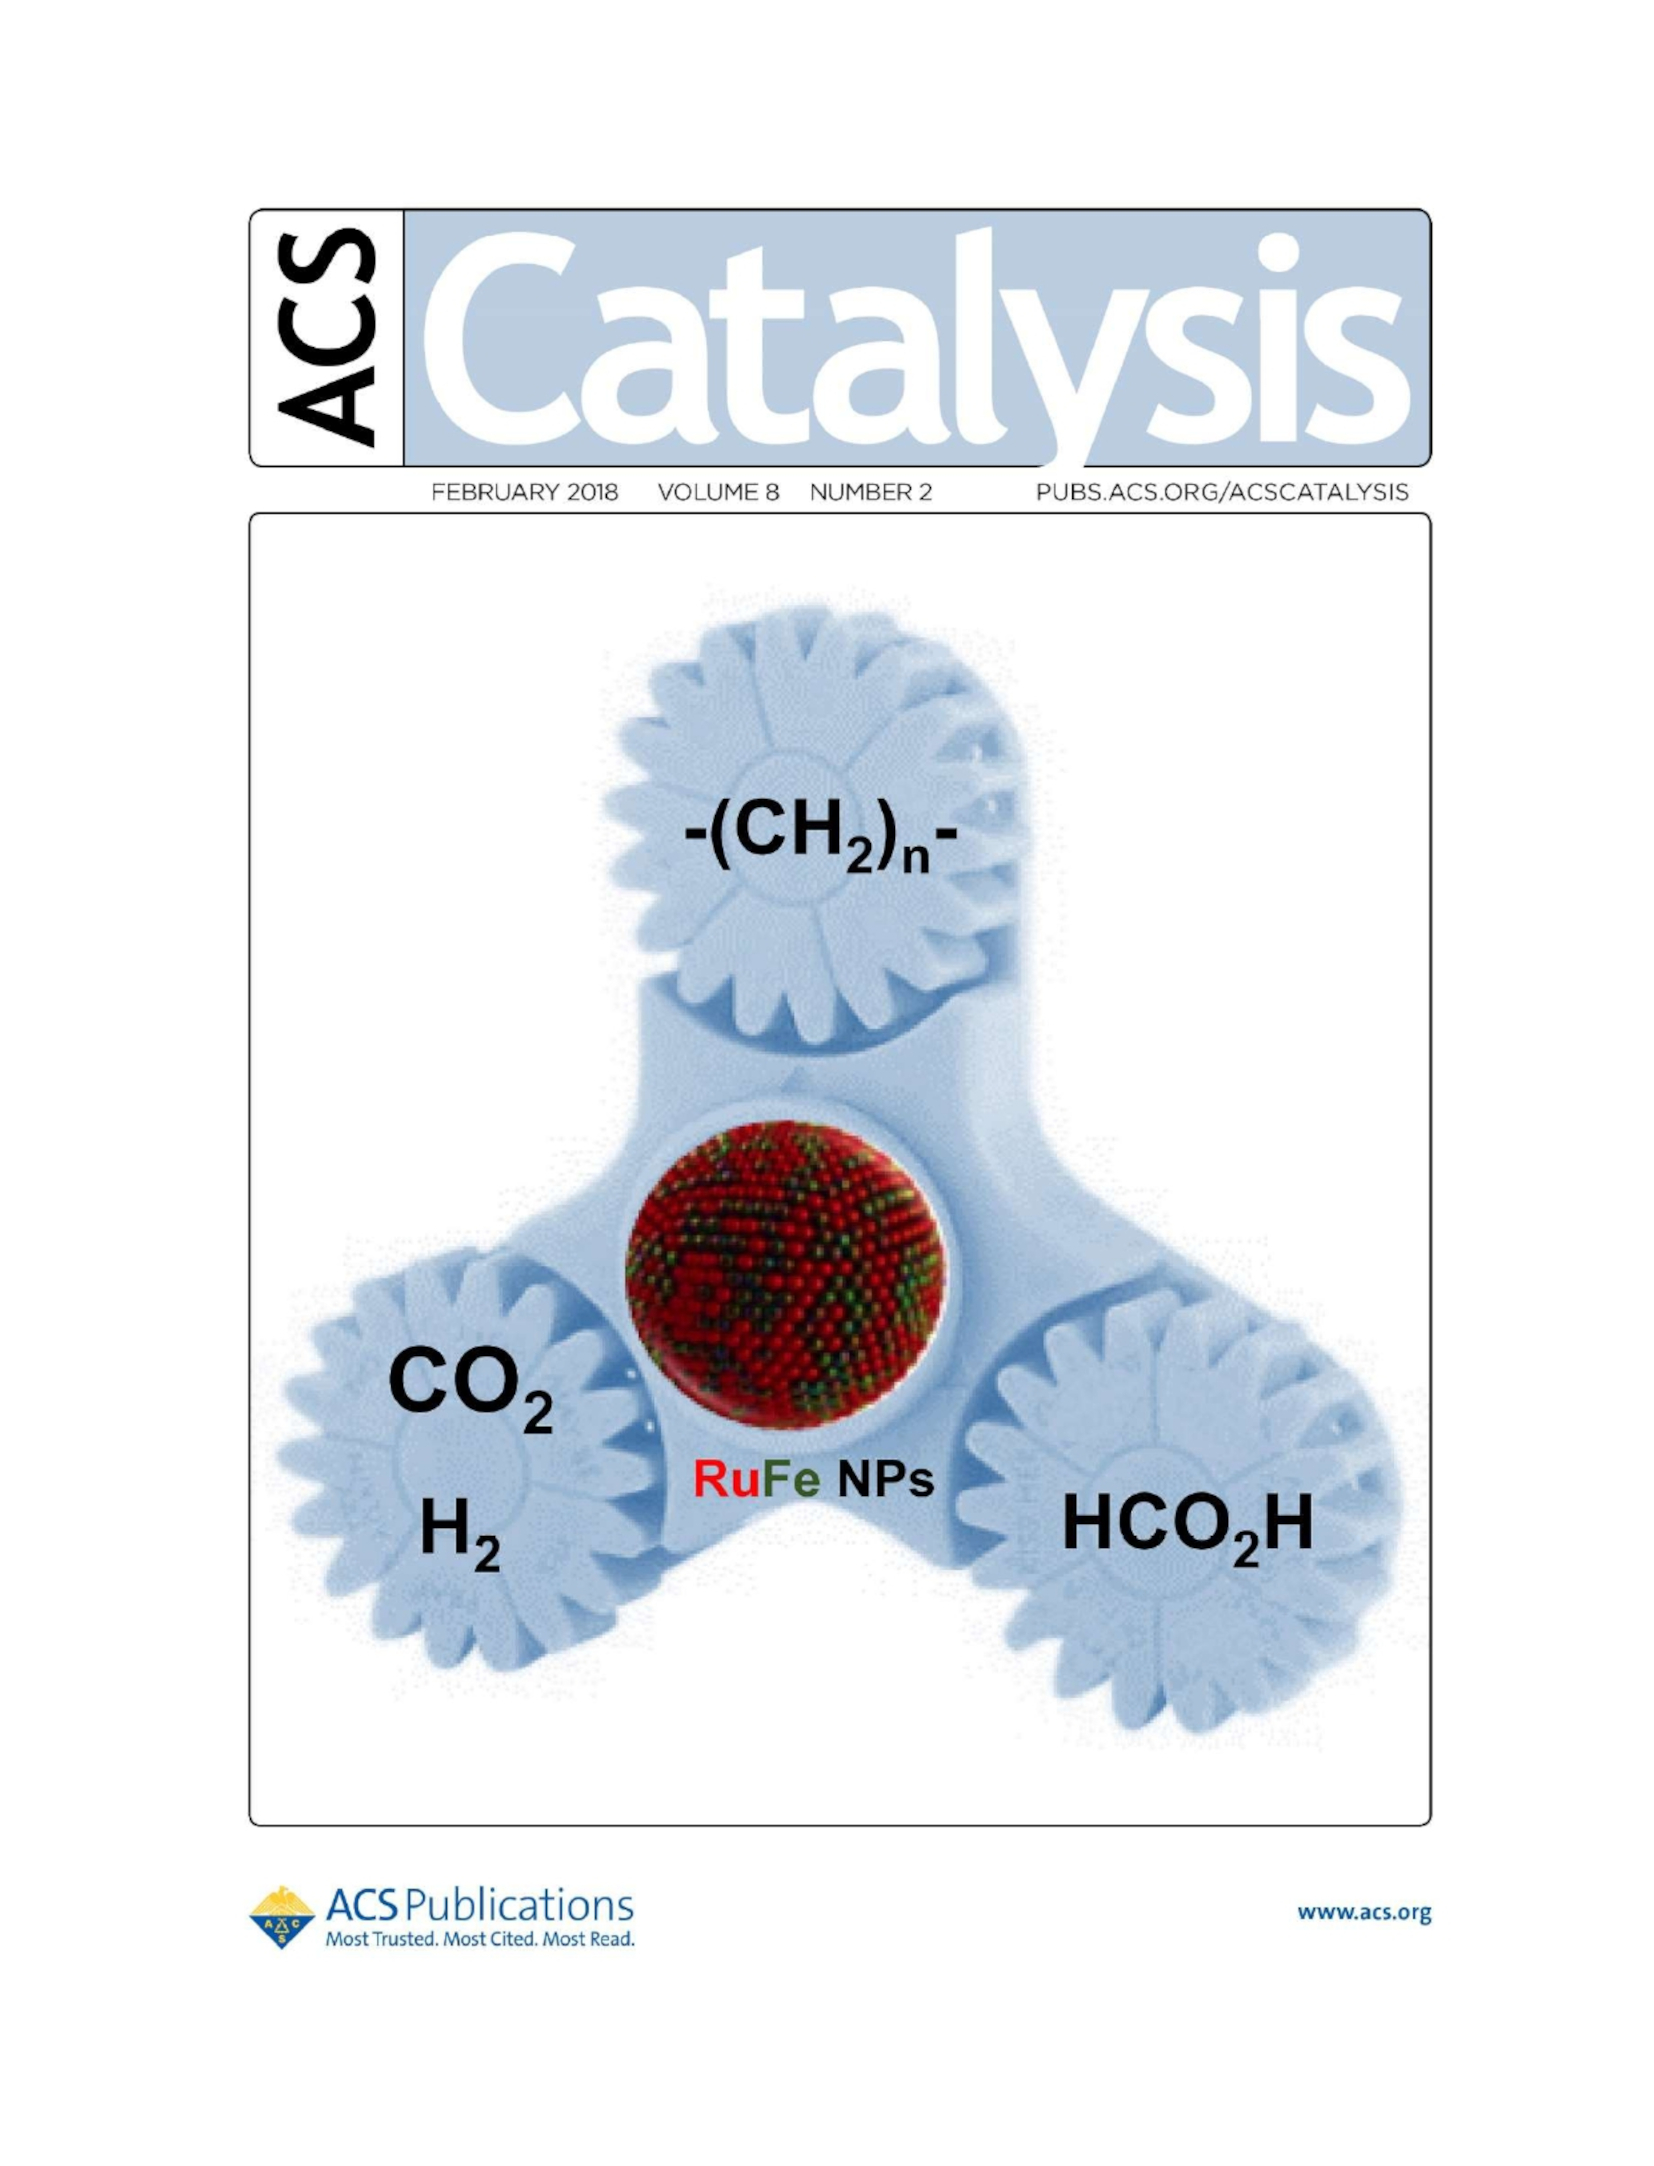 ACS Catalysis
FEBRUARY 2018 VOLUME 8 NUMBER 2 PUBS.ACS.ORG/ACSCATALYSIS
-(CH₂)ₙ-
CO₂
H₂
RuFe NPs
HCO₂H
ACS Publications
Most Trusted. Most Cited. Most Read.
A C S
www.acs.org